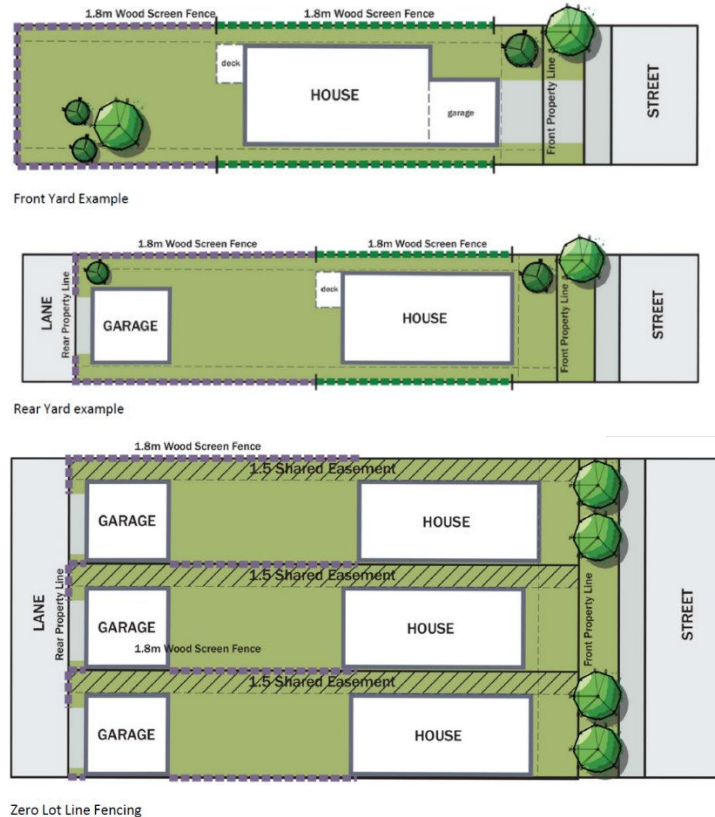 1.8m Wood Screen Fence 1.8m Wood Screen Fence
deck
HOUSE
garage
Front Property Line
STREET
Front Yard Example
1.8m Wood Screen Fence 1.8m Wood Screen Fence
LANE
Rear Property Line
GARAGE
deck
HOUSE
Front Property Line
STREET
Rear Yard example
1.8m Wood Screen Fence
1.5 Shared Easement
GARAGE
HOUSE
1.5 Shared Easement
LANE
Rear Property Line
GARAGE
HOUSE
Front Property Line
STREET
1.8m Wood Screen Fence
1.5 Shared Easement
GARAGE
HOUSE
Zero Lot Line Fencing